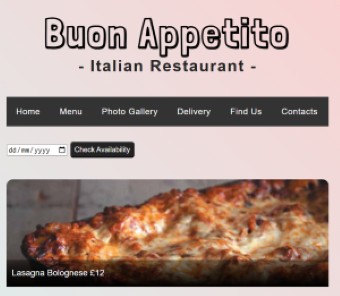 Buon Appetito
- Italian Restaurant -
Home Menu Photo Gallery Delivery Find Us Contacts
dd/mm/yyyy Check Availability
Lasagna Bolognese £12